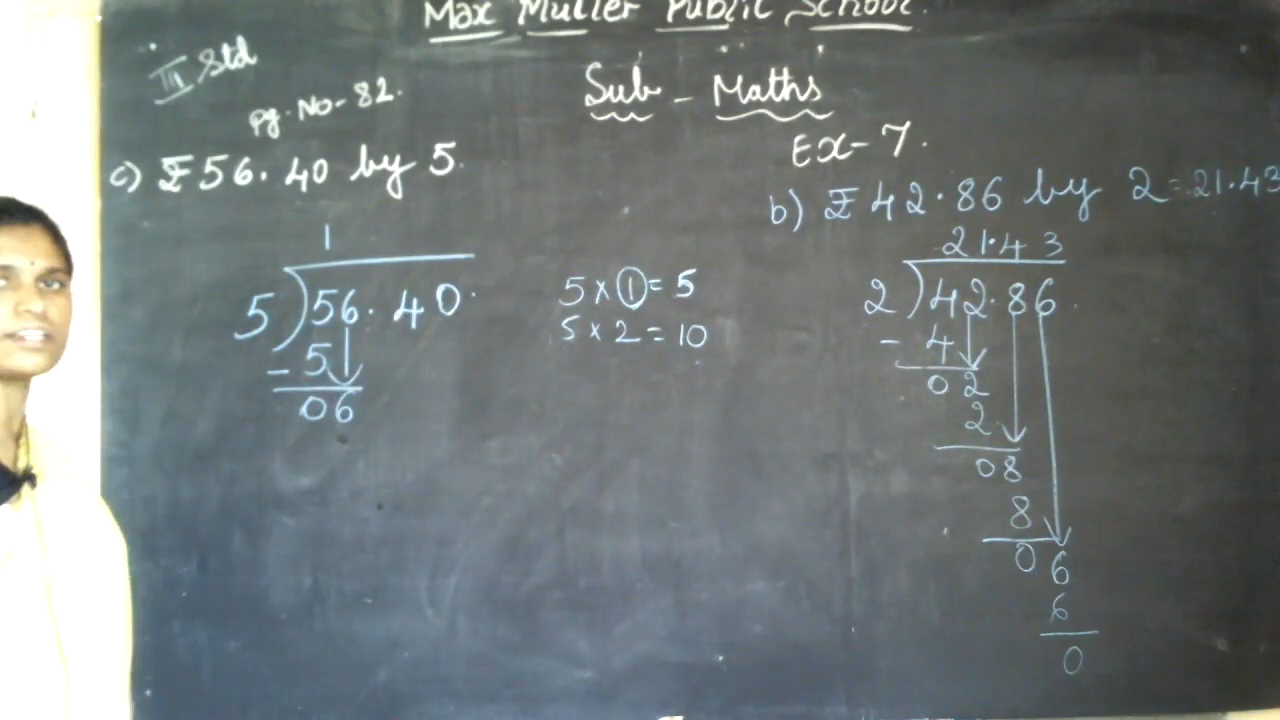 Max Muller Public School.
III Std
Sub - Maths
Pg. No - 82.
Ex - 7.
c) ₹56.40 by 5.
1
5)56.40.
- 5
06
5 × 1 = 5
5 × 2 = 10
b) ₹42.86 by 2 = 21.43
21.43
2)42.86.
- 4
02
2
08
8
06
6
0